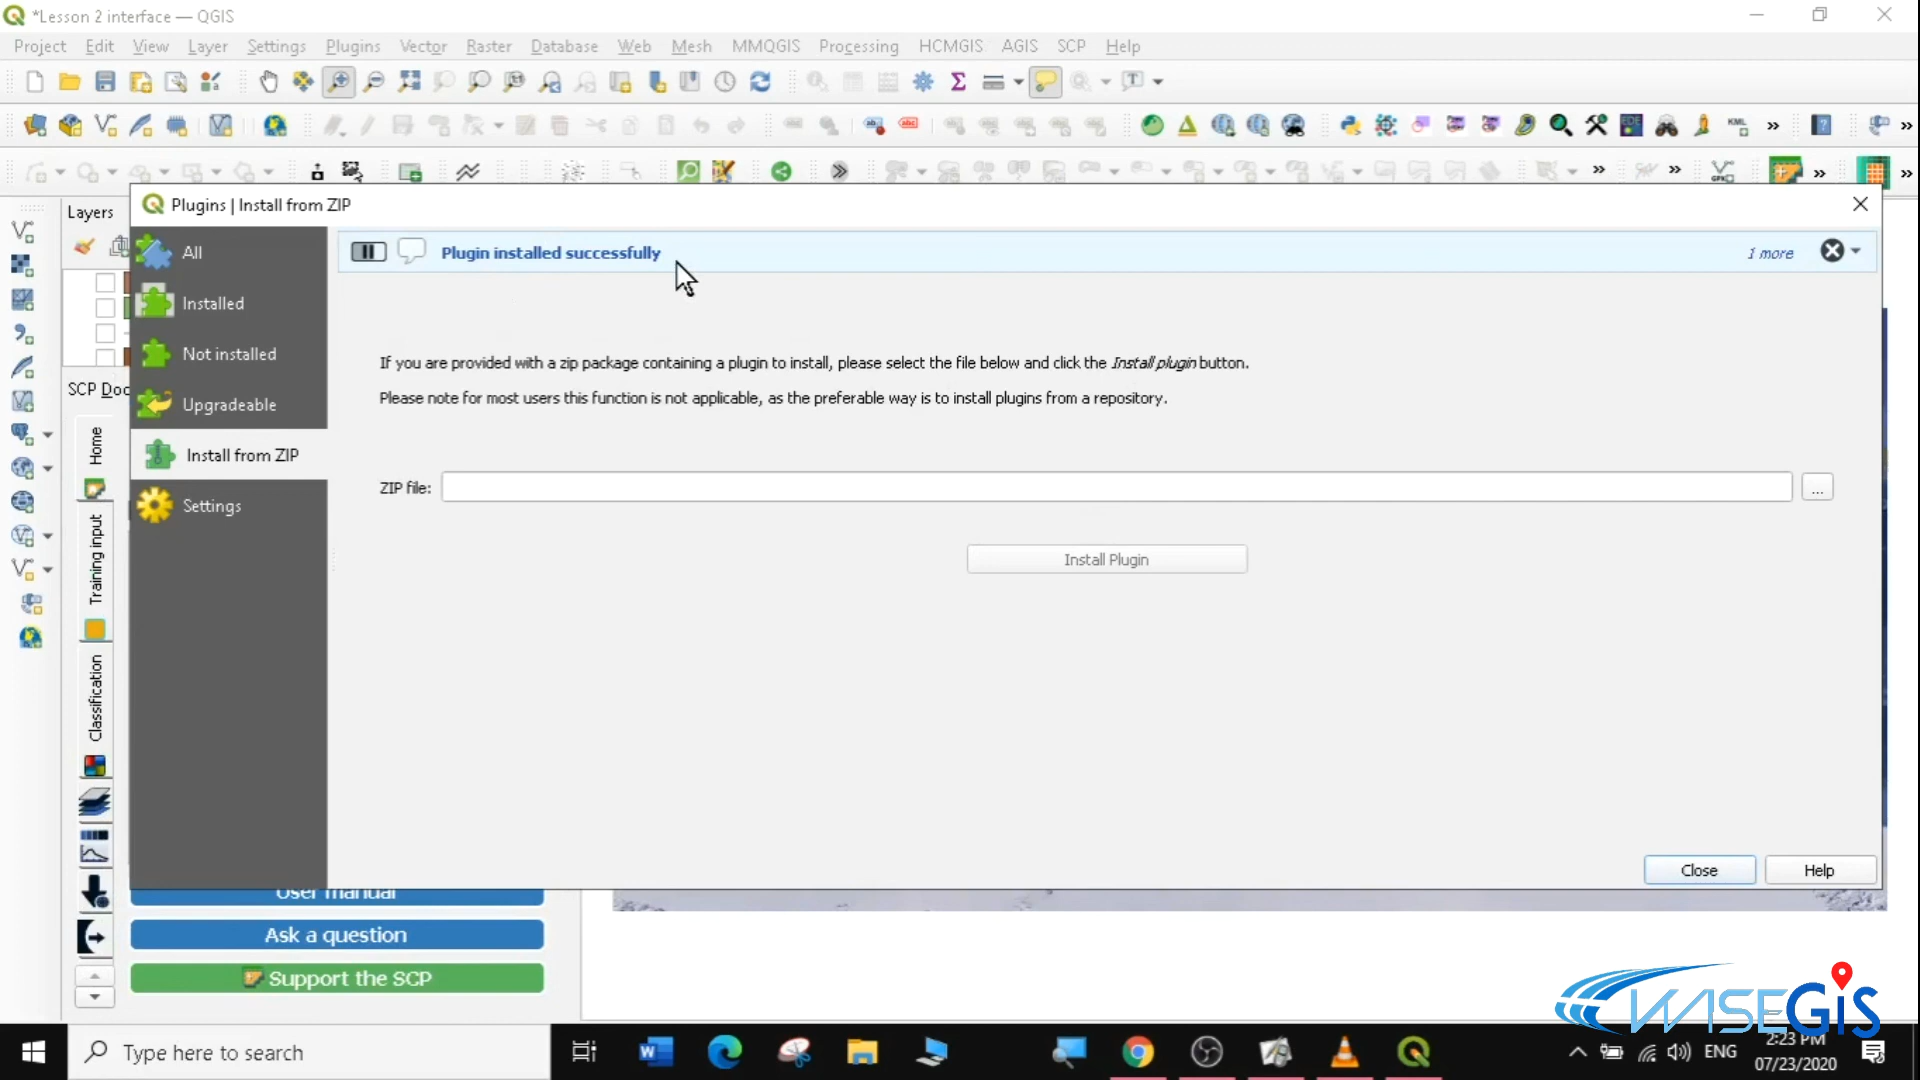 *Lesson 2 interface — QGIS
Project Edit View Layer Settings Plugins Vector Raster Database Web Mesh MMQGIS Processing HCMGIS AGIS SCP Help
Layers
Plugins | Install from ZIP
All
Plugin installed successfully
1 more
Installed
If you are provided with a zip package containing a plugin to install, please select the file below and click the Install plugin button.
Not installed
Please note for most users this function is not applicable, as the preferable way is to install plugins from a repository.
SCP Doc
Upgradeable
Home
Install from ZIP
ZIP file:
...
Settings
Training input
Install Plugin
Classification
Close
Help
User manual
Ask a question
Support the SCP
WISEGIS
Type here to search
ENG
2:23 PM
07/23/2020